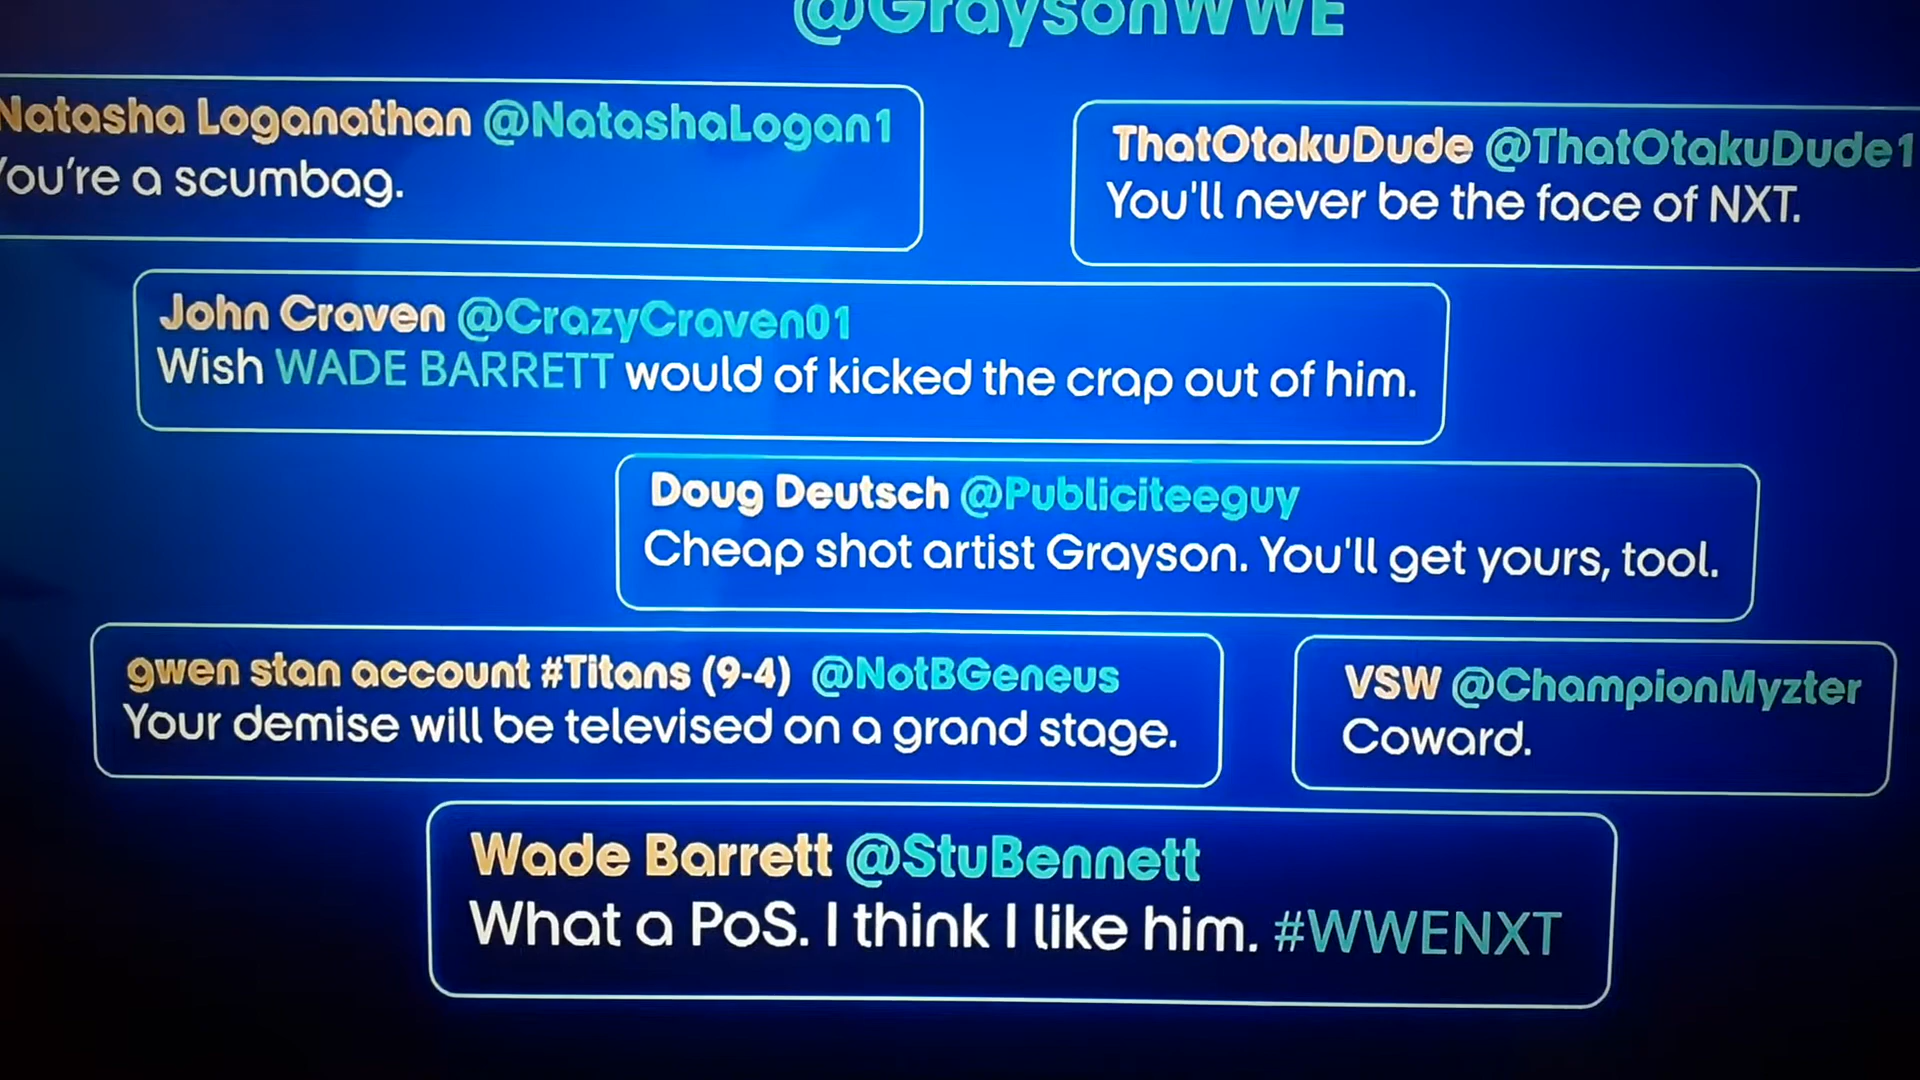 @GraysonWWE
Natasha Loganathan @NatashaLogan1
You're a scumbag.
ThatOtakuDude @ThatOtakuDude1
You'll never be the face of NXT.
John Craven @CrazyCraven01
Wish WADE BARRETT would of kicked the crap out of him.
Doug Deutsch @Publiciteeguy
Cheap shot artist Grayson. You'll get yours, tool.
gwen stan account #Titans (9-4) @NotBGeneus
Your demise will be televised on a grand stage.
VSW @ChampionMyzter
Coward.
Wade Barrett @StuBennett
What a PoS. I think I like him. #WWENXT